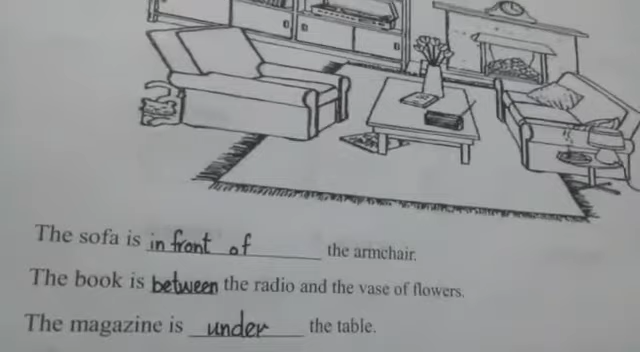 The sofa is in front of the armchair.
The book is between the radio and the vase of flowers.
The magazine is under the table.